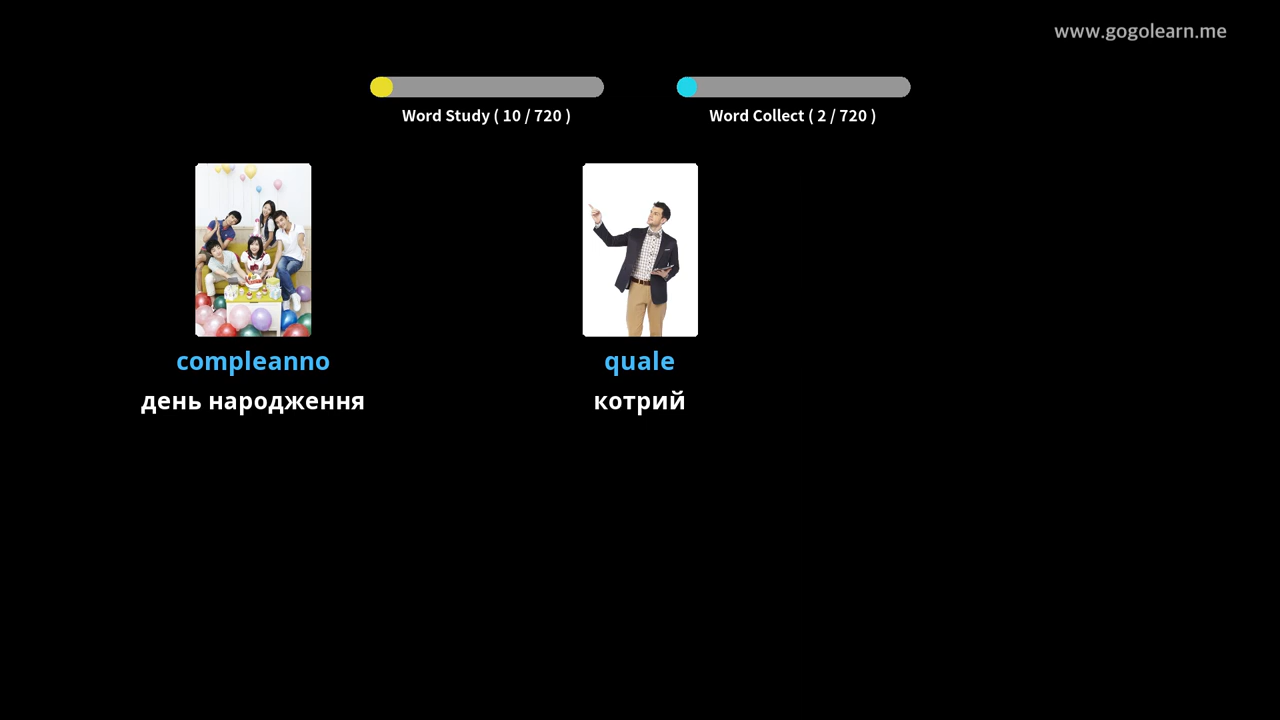 www.gogolearn.me
Word Study ( 10 / 720 )
Word Collect ( 2 / 720 )
compleanno
день народження
quale
котрий